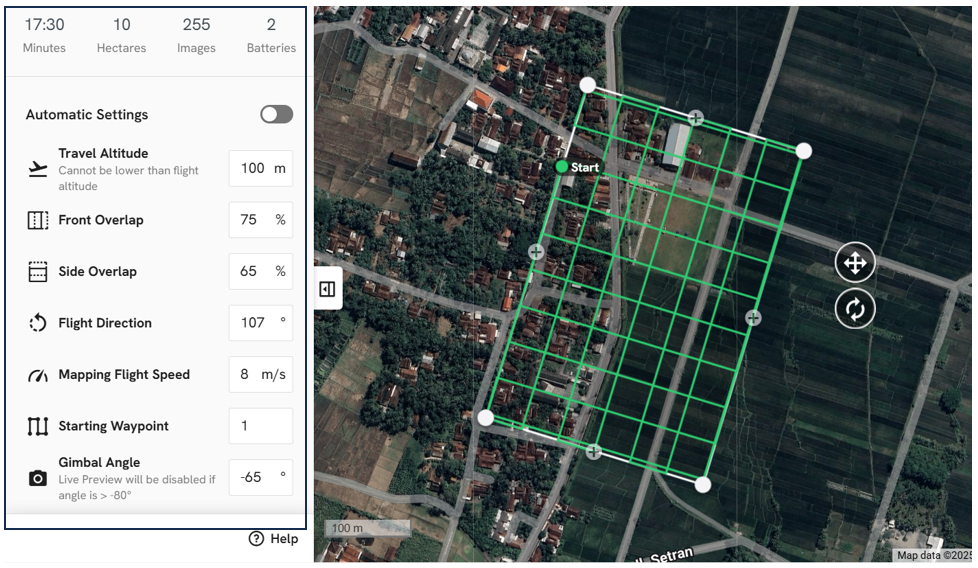 17:30 10 255 2
Minutes Hectares Images Batteries
Automatic Settings
Travel Altitude
Cannot be lower than flight
altitude
100 m
Front Overlap
75 %
Side Overlap
65 %
Flight Direction
107 °
Mapping Flight Speed
8 m/s
Starting Waypoint
1
Gimbal Angle
Live Preview will be disabled if
angle is > -80°
-65 °
Help
Start
100 m
Setran
Map data ©2025